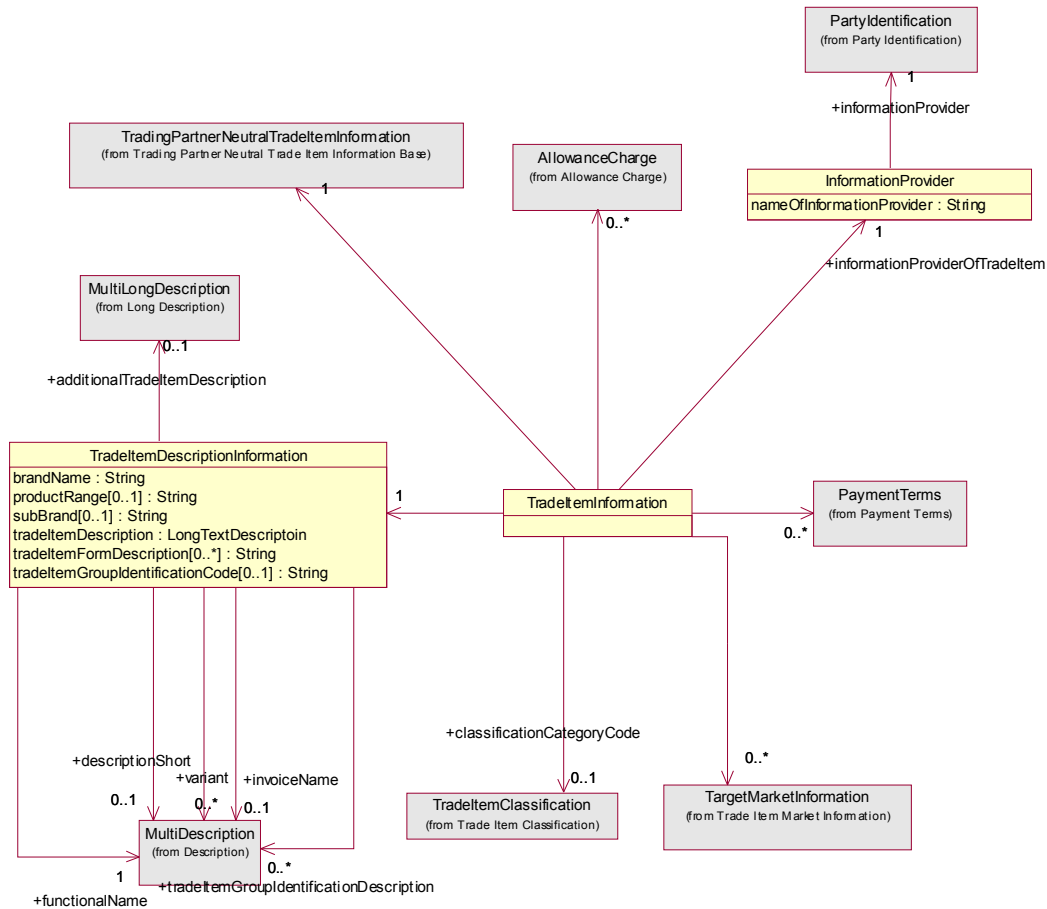 PartyIdentification
(from Party Identification)
1
+informationProvider
TradingPartnerNeutralTradeItemInformation
(from Trading Partner Neutral Trade Item Information Base)
1
AllowanceCharge
(from Allowance Charge)
0..*
InformationProvider
nameOfInformationProvider : String
1
+informationProviderOfTradeItem
MultiLongDescription
(from Long Description)
0..1
+additionalTradeItemDescription
TradeItemDescriptionInformation
brandName : String
productRange[0..1] : String
subBrand[0..1] : String
tradeItemDescription : LongTextDescriptoin
tradeItemFormDescription[0..*] : String
tradeItemGroupIdentificationCode[0..1] : String
1
TradeItemInformation
PaymentTerms
(from Payment Terms)
0..*
+classificationCategoryCode
0..1
TradeItemClassification
(from Trade Item Classification)
0..*
TargetMarketInformation
(from Trade Item Market Information)
+descriptionShort
0..1
+variant
0..*
+invoiceName
0..1
MultiDescription
(from Description)
1
+functionalName
0..*
+tradeItemGroupIdentificationDescription